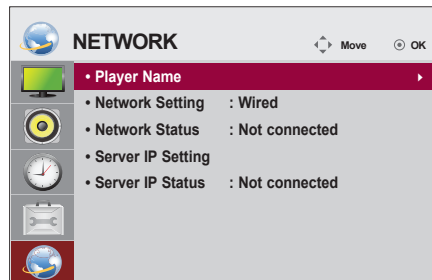 NETWORK Move OK
• Player Name
• Network Setting : Wired
• Network Status : Not connected
• Server IP Setting
• Server IP Status : Not connected